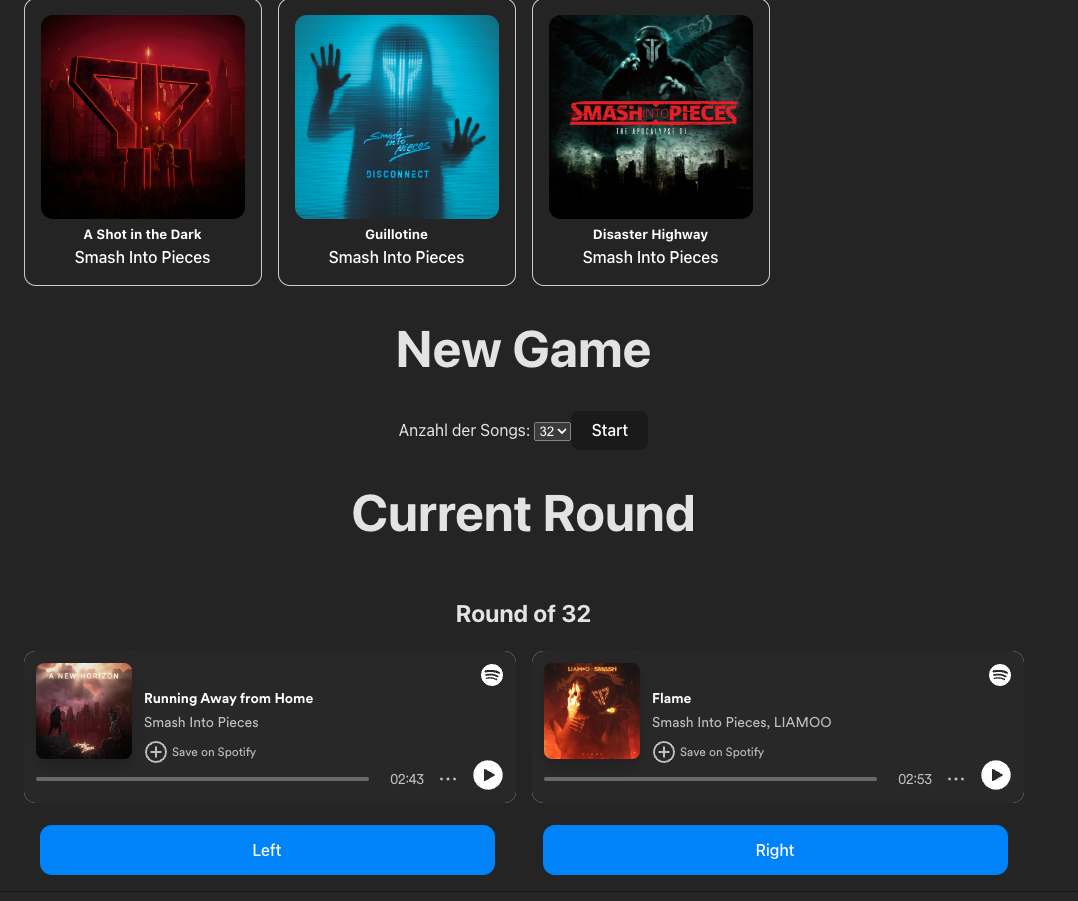 Smash
into
Pieces
DISCONNECT
SMASH INTO PIECES
THE APOCALYPSE DJ
A Shot in the Dark
Guillotine
Disaster Highway
Smash Into Pieces
Smash Into Pieces
Smash Into Pieces
New Game
Anzahl der Songs: 32 Start
Current Round
Round of 32
A NEW HORIZON
Running Away from Home
Smash Into Pieces
Save on Spotify
02:43
LIAMOO SMASH
Flame
Smash Into Pieces, LIAMOO
Save on Spotify
02:53
Left
Right